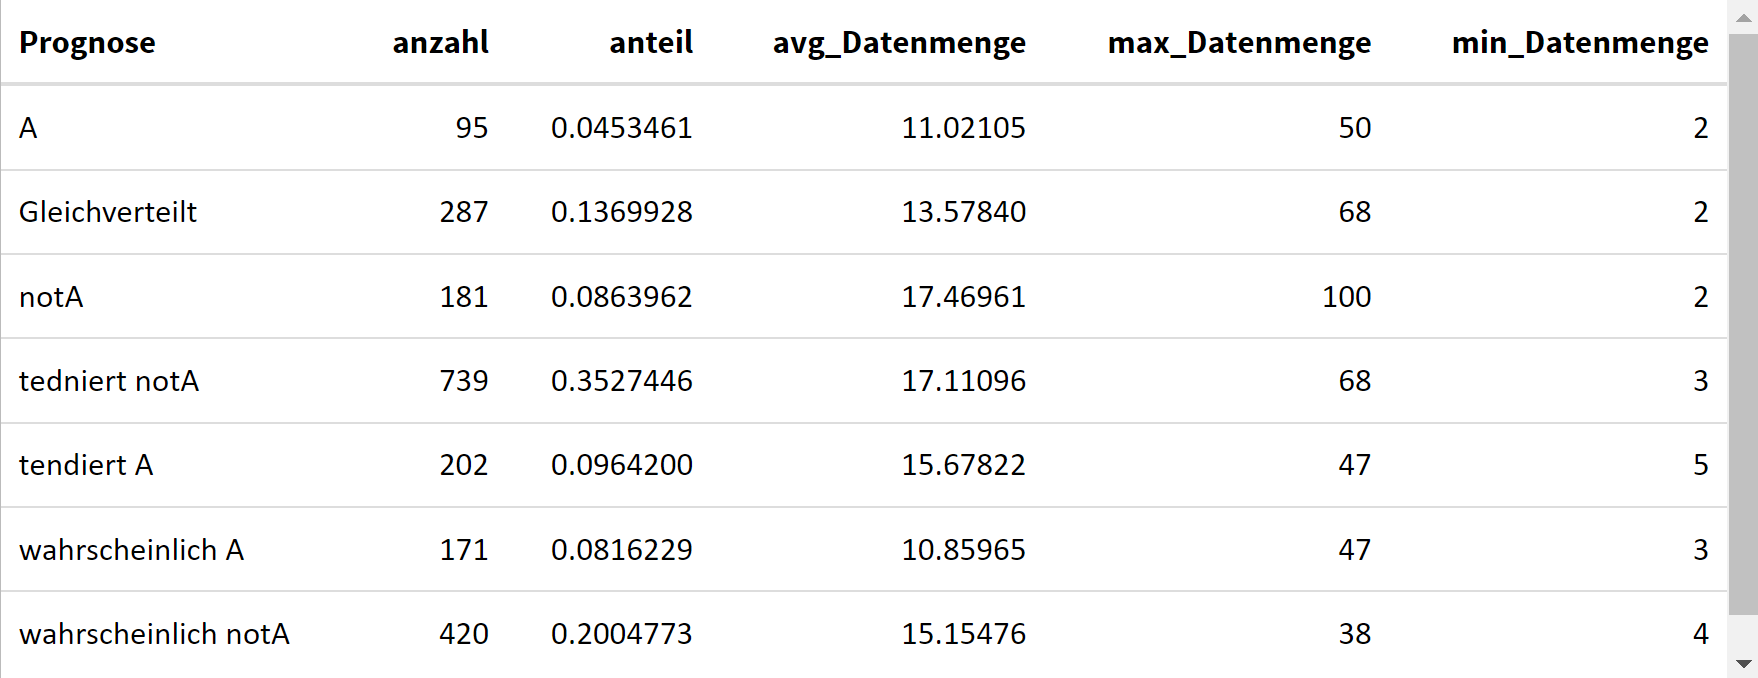 Prognose anzahl anteil avg_Datenmenge max_Datenmenge min_Datenmenge
A 95 0.0453461 11.02105 50 2
Gleichverteilt 287 0.1369928 13.57840 68 2
notA 181 0.0863962 17.46961 100 2
tedniert notA 739 0.3527446 17.11096 68 3
tendiert A 202 0.0964200 15.67822 47 5
wahrscheinlich A 171 0.0816229 10.85965 47 3
wahrscheinlich notA 420 0.2004773 15.15476 38 4